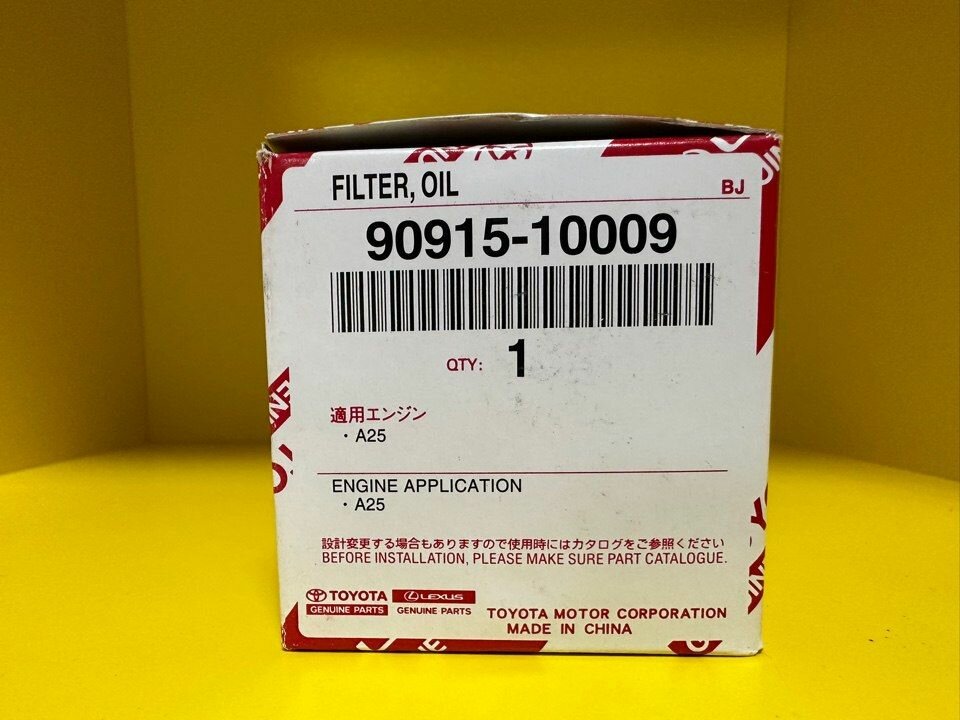 FILTER, OIL
BJ
90915-10009
QTY: 1
適用エンジン
・A25
ENGINE APPLICATION
・A25
設計変更する場合もありますので使用時にはカタログをご参照ください
BEFORE INSTALLATION, PLEASE MAKE SURE PART CATALOGUE.
TOYOTA LEXUS
GENUINE PARTS GENUINE PARTS
TOYOTA MOTOR CORPORATION
MADE IN CHINA